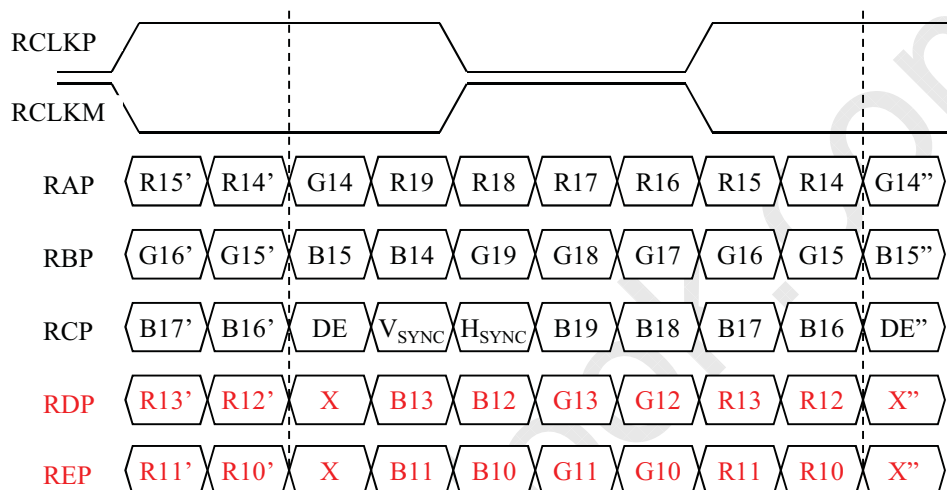 RCLKP
RCLKM
RAP R15’ R14’ G14 R19 R18 R17 R16 R15 R14 G14”
RBP G16’ G15’ B15 B14 G19 G18 G17 G16 G15 B15”
RCP B17’ B16’ DE VSYNC HSYNC B19 B18 B17 B16 DE”
RDP R13’ R12’ X B13 B12 G13 G12 R13 R12 X”
REP R11’ R10’ X B11 B10 G11 G10 R11 R10 X”